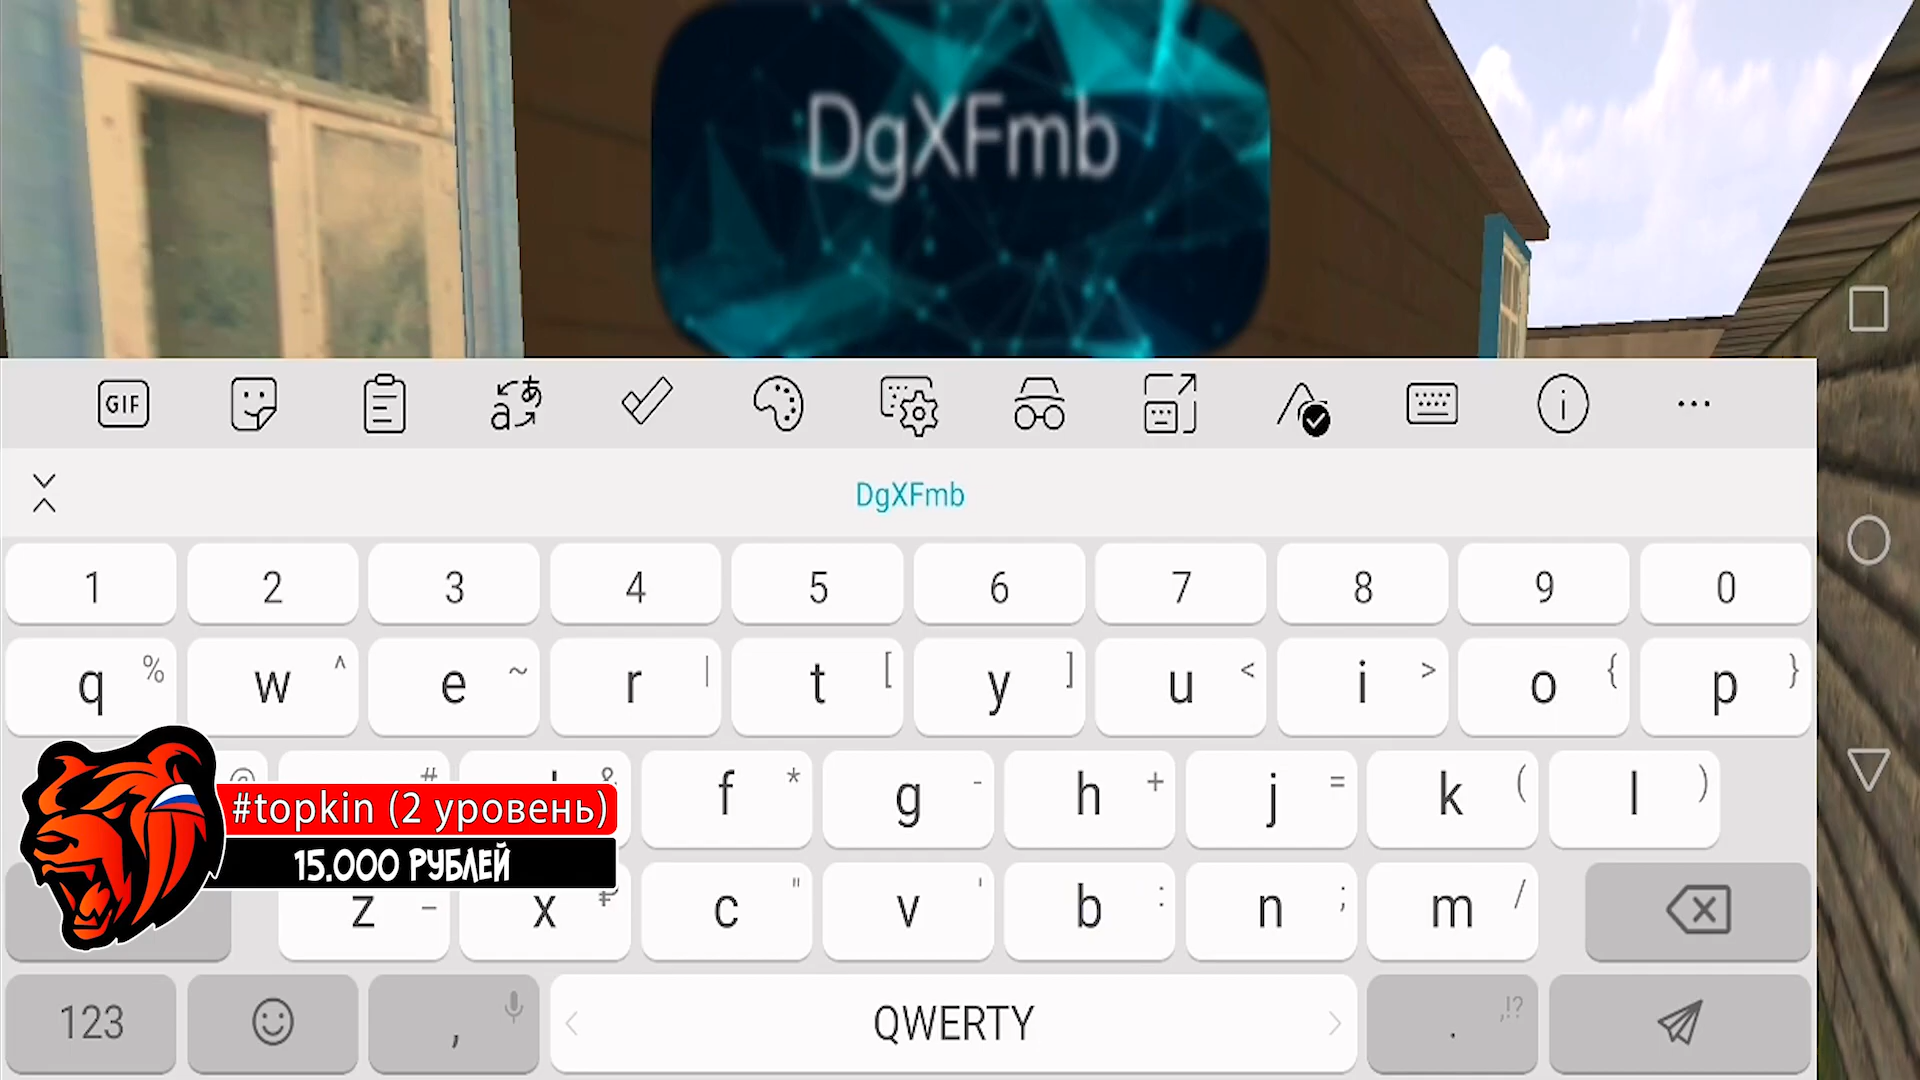 DgXFmb
GIF
DgXFmb
1 2 3 4 5 6 7 8 9 0
q % w ^ e ~ r | t [ y ] u < i > o { p }
@ # & f * g - h + j = k ( l )
#topkin (2 уровень)
15.000 РУБЛЕЙ
z _ x ₽ c " v ' b : n ; m /
123 , QWERTY . ,!?